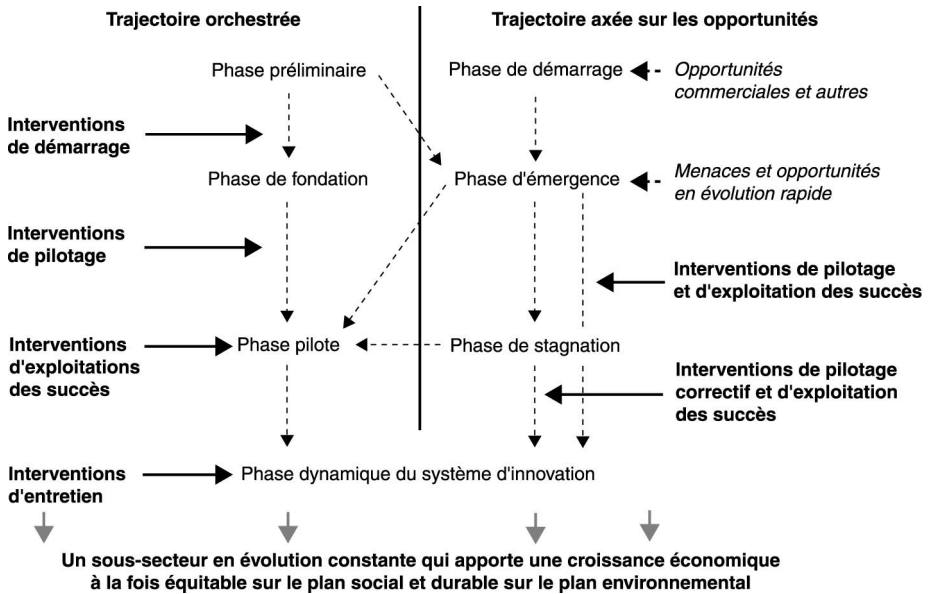 Trajectoire orchestrée
Trajectoire axée sur les opportunités
Phase préliminaire
Phase de démarrage
Opportunités
commerciales et autres
Interventions
de démarrage
Phase de fondation
Phase d'émergence
Menaces et opportunités
en évolution rapide
Interventions
de pilotage
Interventions de pilotage
et d'exploitation des succès
Interventions
d'exploitations
des succès
Phase pilote
Phase de stagnation
Interventions de pilotage
correctif et d'exploitation
des succès
Interventions
d'entretien
Phase dynamique du système d'innovation
Un sous-secteur en évolution constante qui apporte une croissance économique
à la fois équitable sur le plan social et durable sur le plan environnemental